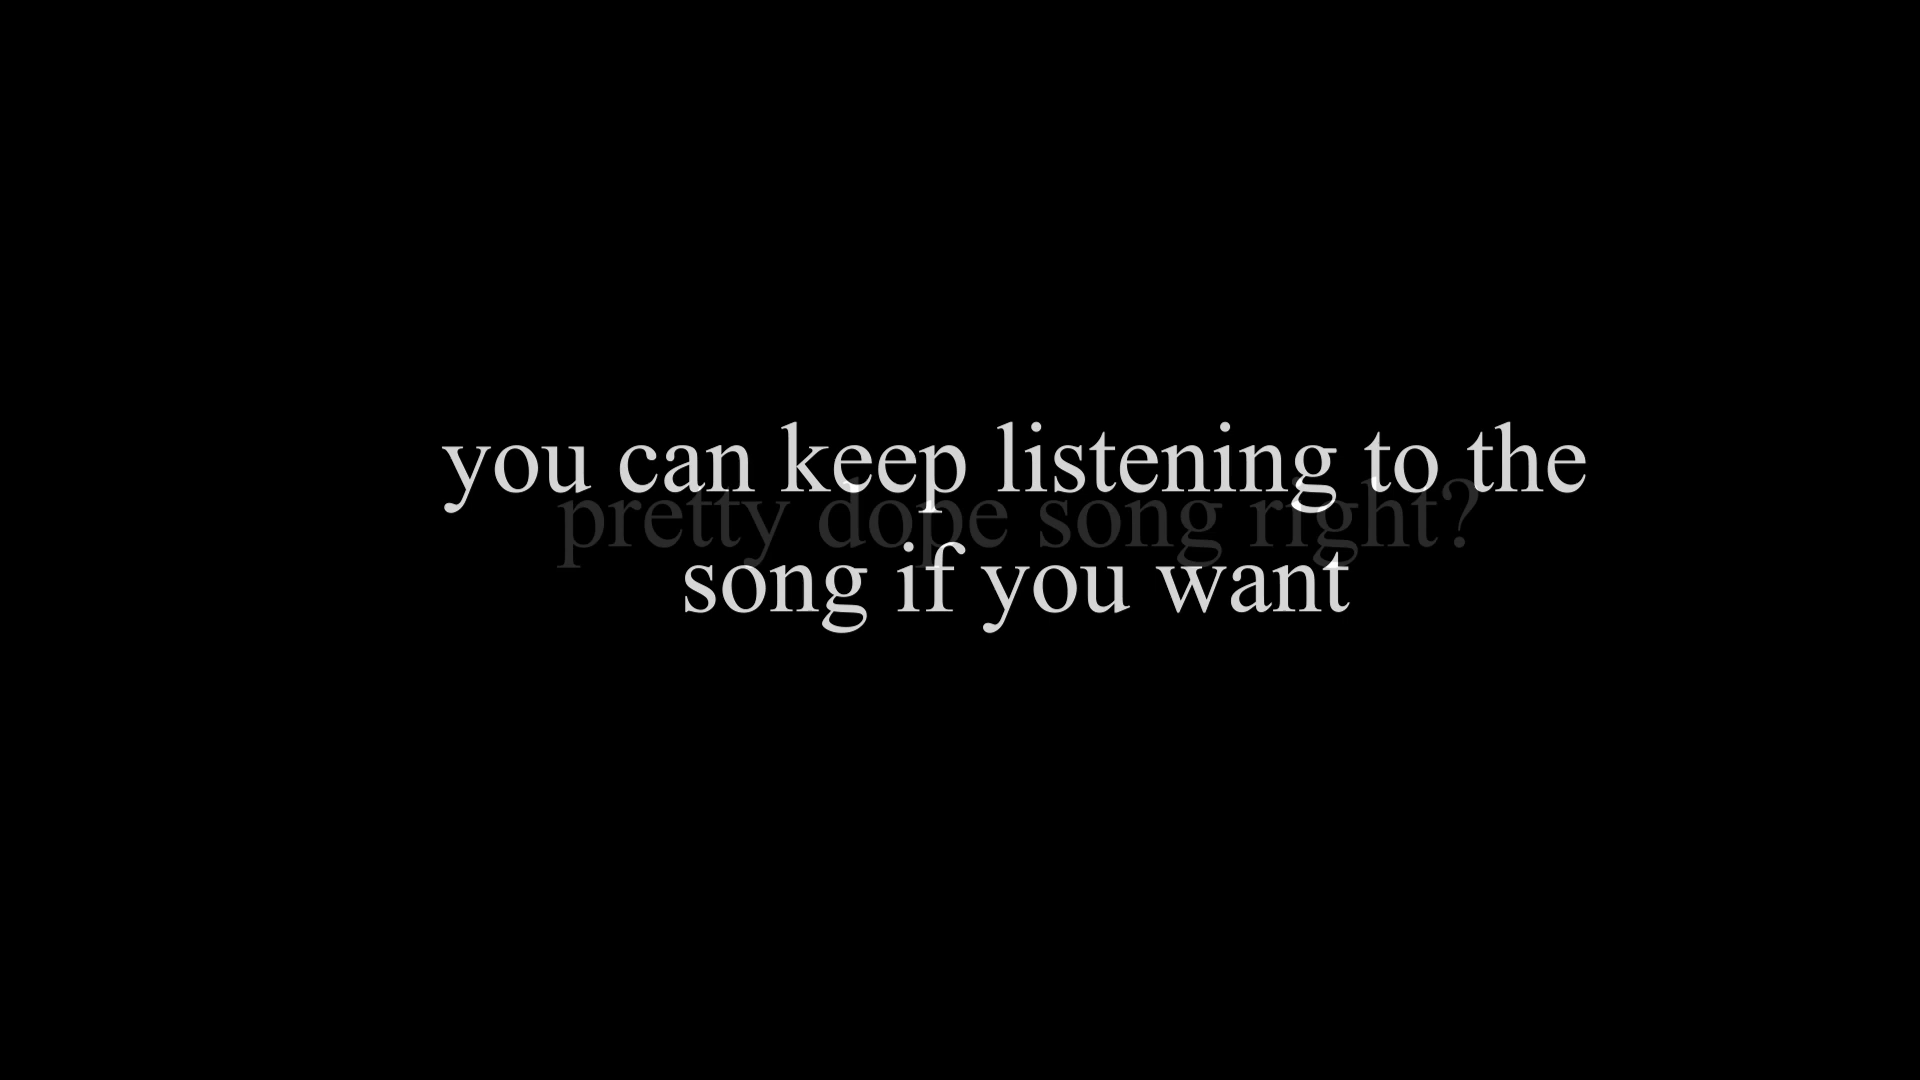 you can keep listening to the
pretty dope song right?
song if you want